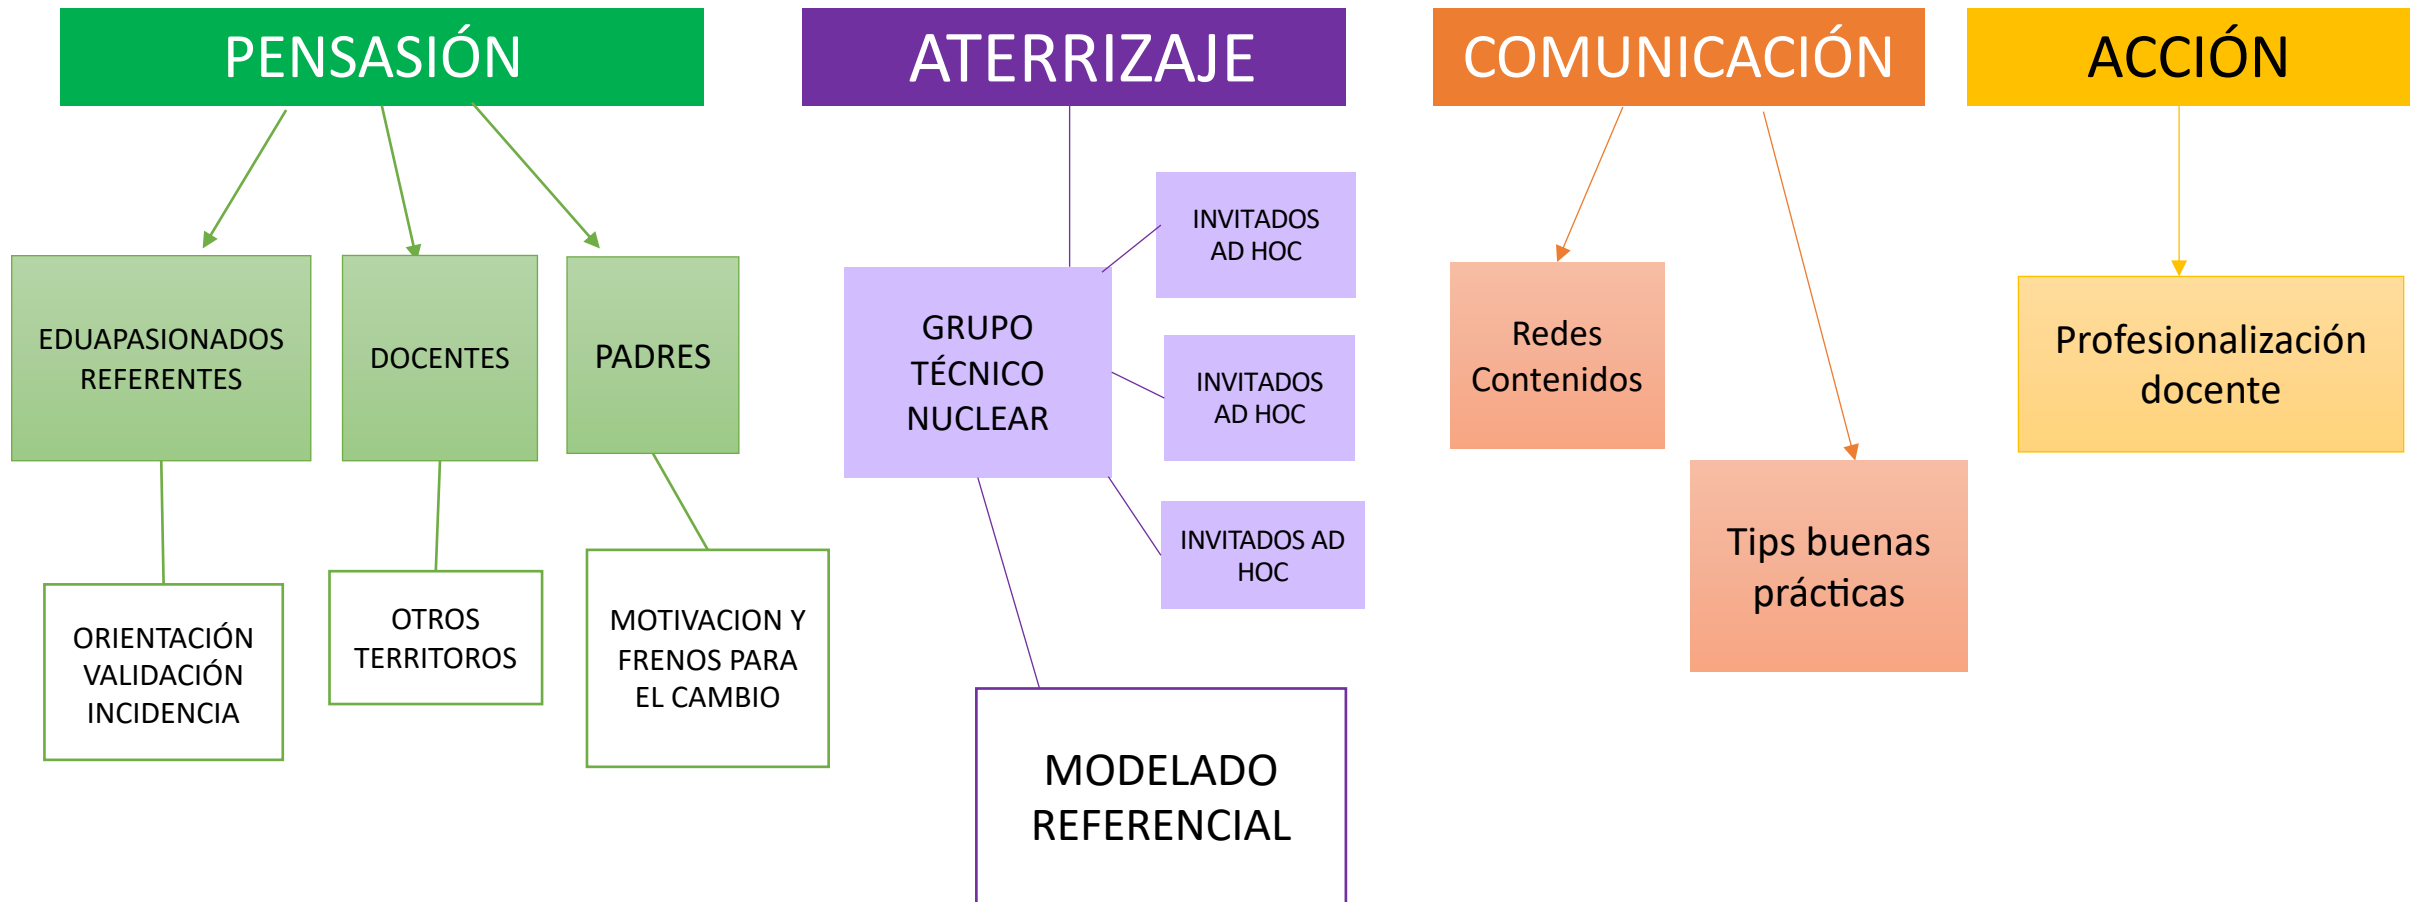 PENSASIÓN
ATERRIZAJE
COMUNICACIÓN
ACCIÓN
EDUAPASIONADOS
REFERENTES
DOCENTES
PADRES
ORIENTACIÓN
VALIDACIÓN
INCIDENCIA
OTROS
TERRITOROS
MOTIVACION Y
FRENOS PARA
EL CAMBIO
GRUPO
TÉCNICO
NUCLEAR
INVITADOS
AD HOC
INVITADOS
AD HOC
INVITADOS AD
HOC
MODELADO
REFERENCIAL
Redes
Contenidos
Tips buenas
prácticas
Profesionalización
docente